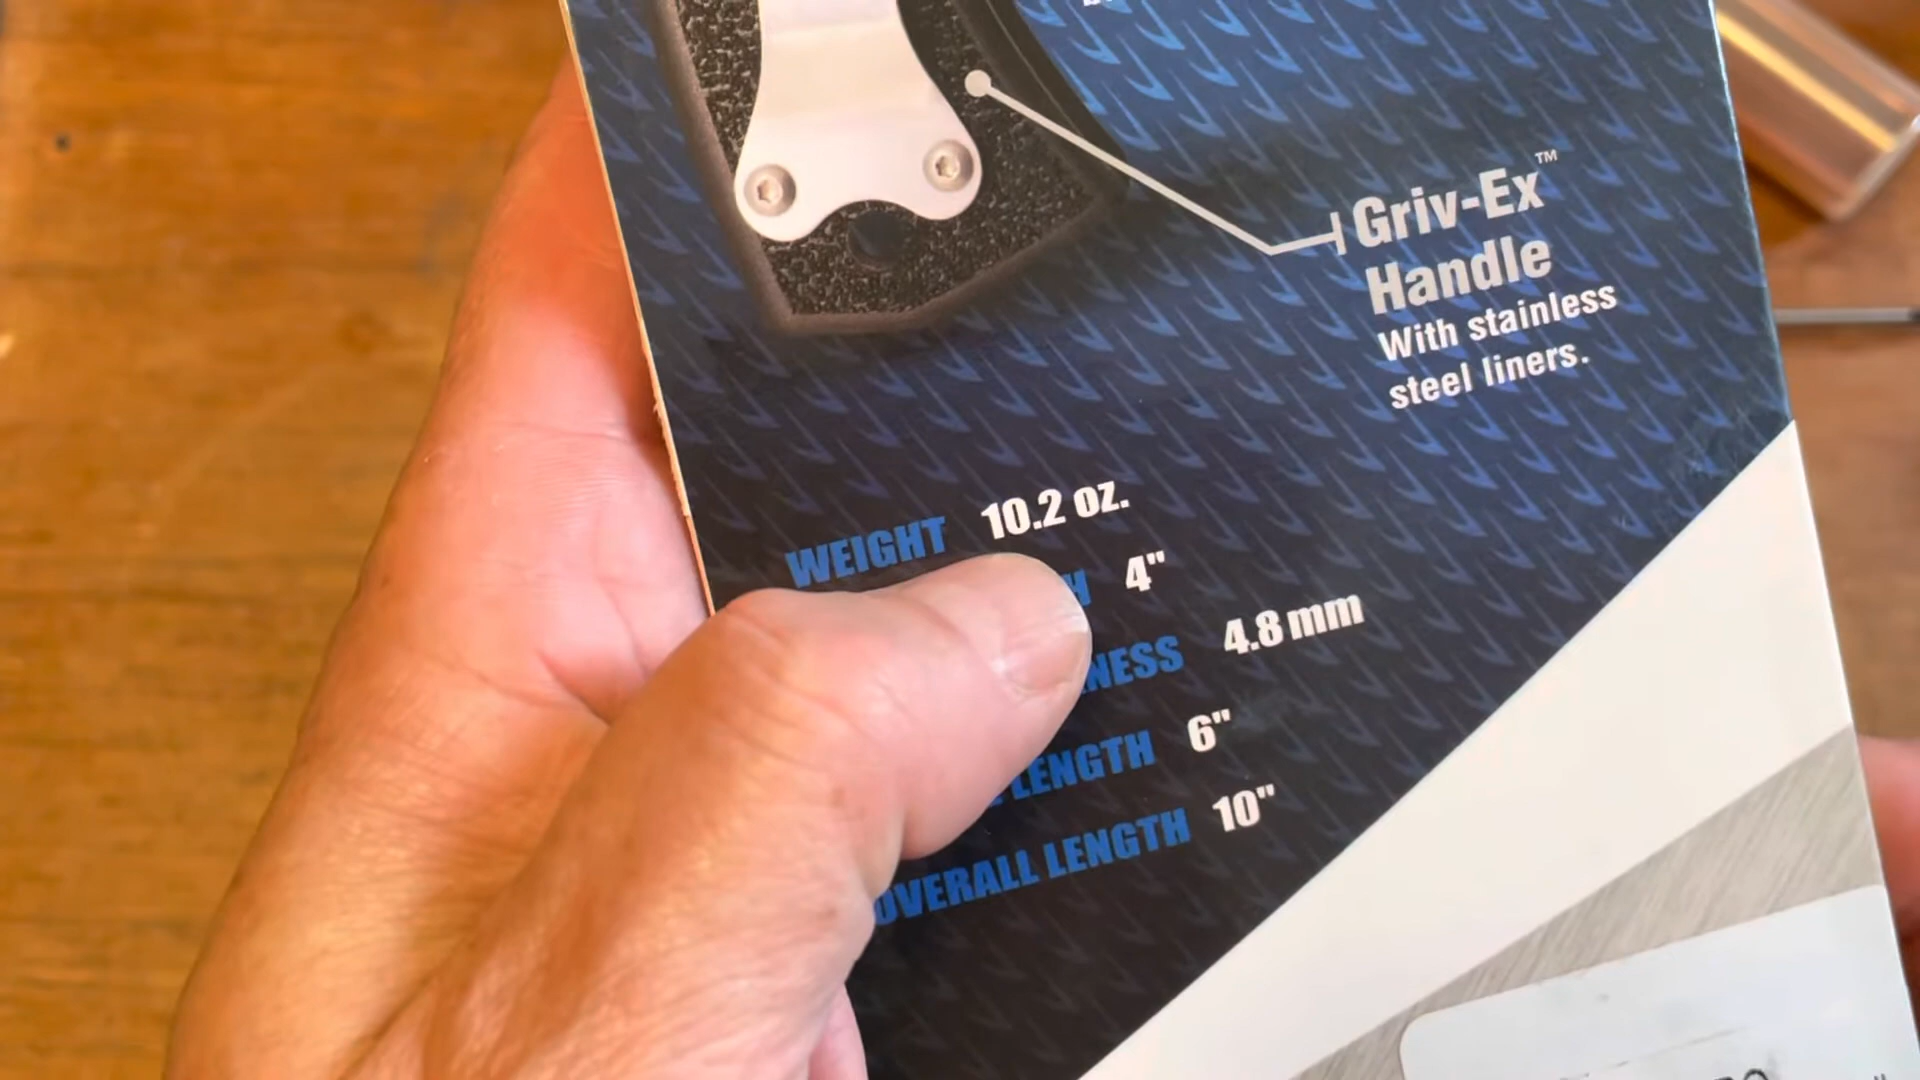 Griv-Ex™
Handle
With stainless
steel liners.
WEIGHT 10.2 oz.
4"
4.8 mm
LENGTH 6"
OVERALL LENGTH 10"